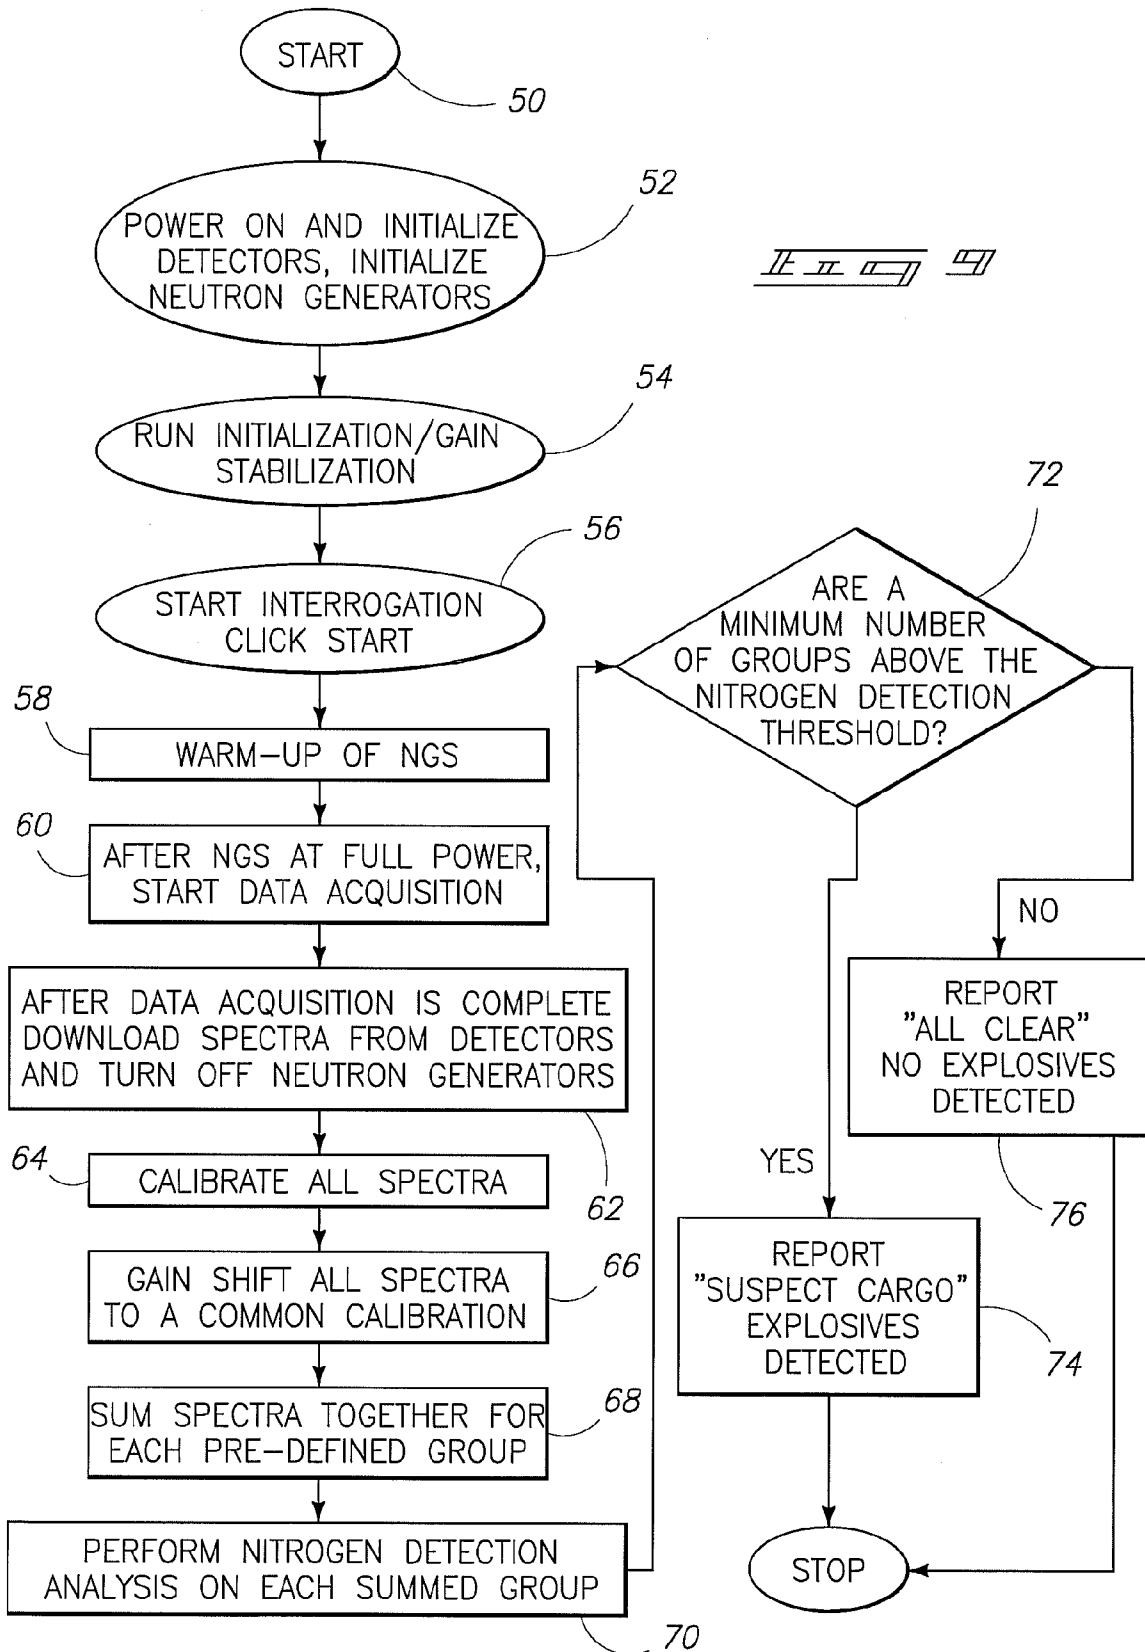 START
50
POWER ON AND INITIALIZE
DETECTORS, INITIALIZE
NEUTRON GENERATORS
52
Fig 9
RUN INITIALIZATION/GAIN
STABILIZATION
54
START INTERROGATION
CLICK START
56
58
WARM-UP OF NGS
60
AFTER NGS AT FULL POWER,
START DATA ACQUISITION
AFTER DATA ACQUISITION IS COMPLETE
DOWNLOAD SPECTRA FROM DETECTORS
AND TURN OFF NEUTRON GENERATORS
62
64
CALIBRATE ALL SPECTRA
GAIN SHIFT ALL SPECTRA
TO A COMMON CALIBRATION
66
SUM SPECTRA TOGETHER FOR
EACH PRE-DEFINED GROUP
68
PERFORM NITROGEN DETECTION
ANALYSIS ON EACH SUMMED GROUP
70
72
ARE A
MINIMUM NUMBER
OF GROUPS ABOVE THE
NITROGEN DETECTION
THRESHOLD?
NO
REPORT
"ALL CLEAR"
NO EXPLOSIVES
DETECTED
76
YES
REPORT
"SUSPECT CARGO"
EXPLOSIVES
DETECTED
74
STOP